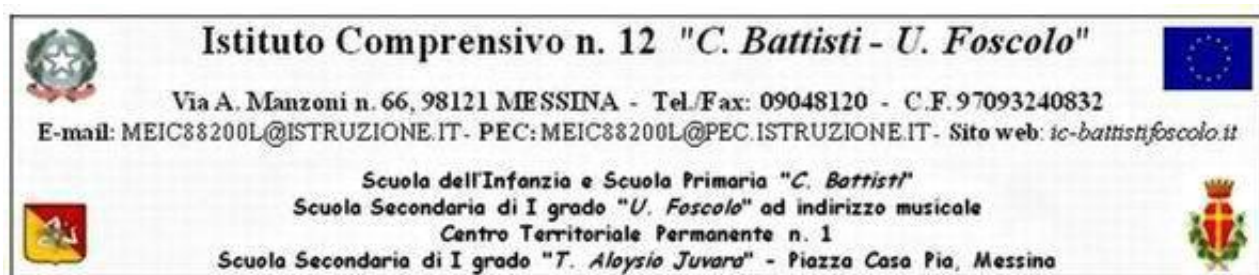 Istituto Comprensivo n. 12 "C. Battisti - U. Foscolo"
Via A. Manzoni n. 66, 98121 MESSINA - Tel./Fax: 09048120 - C.F. 97093240832
E-mail: MEIC88200L@ISTRUZIONE.IT- PEC: MEIC88200L@PEC.ISTRUZIONE.IT- Sito web: ic-battistifoscolo.it
Scuola dell'Infanzia e Scuola Primaria "C. Battisti"
Scuola Secondaria di I grado "U. Foscolo" ad indirizzo musicale
Centro Territoriale Permanente n. 1
Scuola Secondaria di I grado "T. Aloysio Juvara" - Piazza Casa Pia, Messina